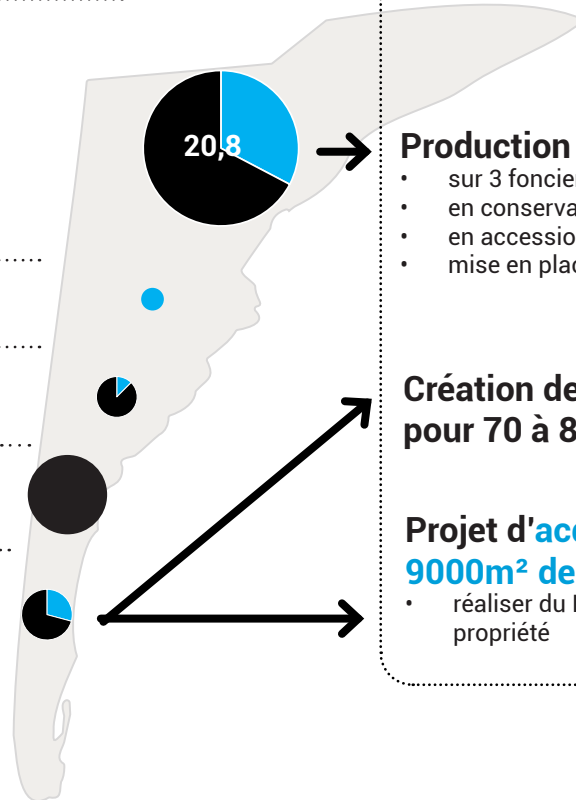 20,8
Production
• sur 3 foncier
• en conserva
• en accessio
• mise en plac
Création de
pour 70 à 8
Projet d'acc
9000m² de
• réaliser du
propriété